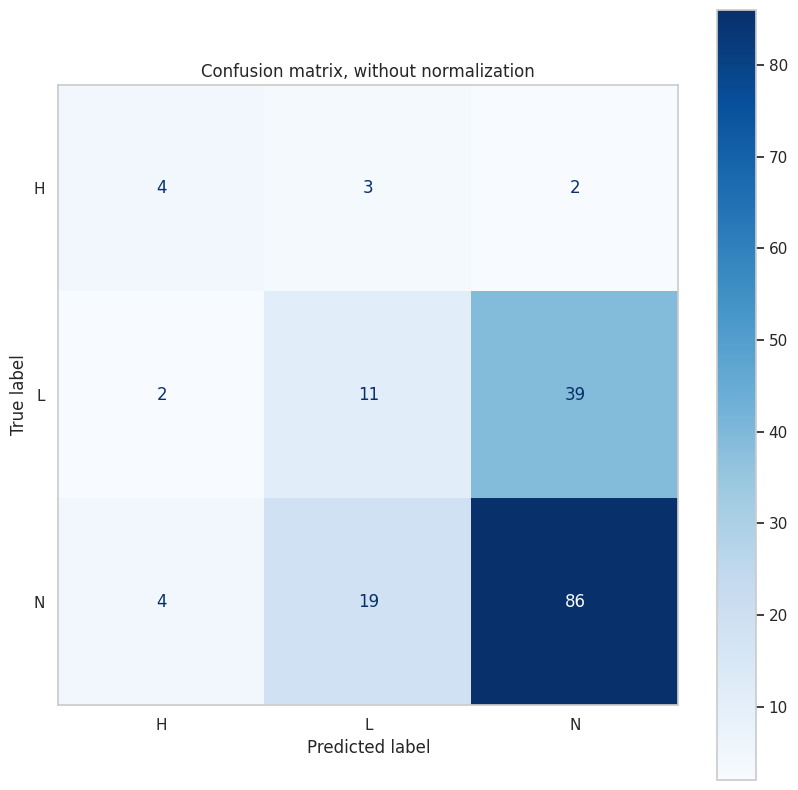 Confusion matrix, without normalization
H 4 3 2
L 2 11 39
N 4 19 86
H L N
Predicted label
True label
80
70
60
50
40
30
20
10